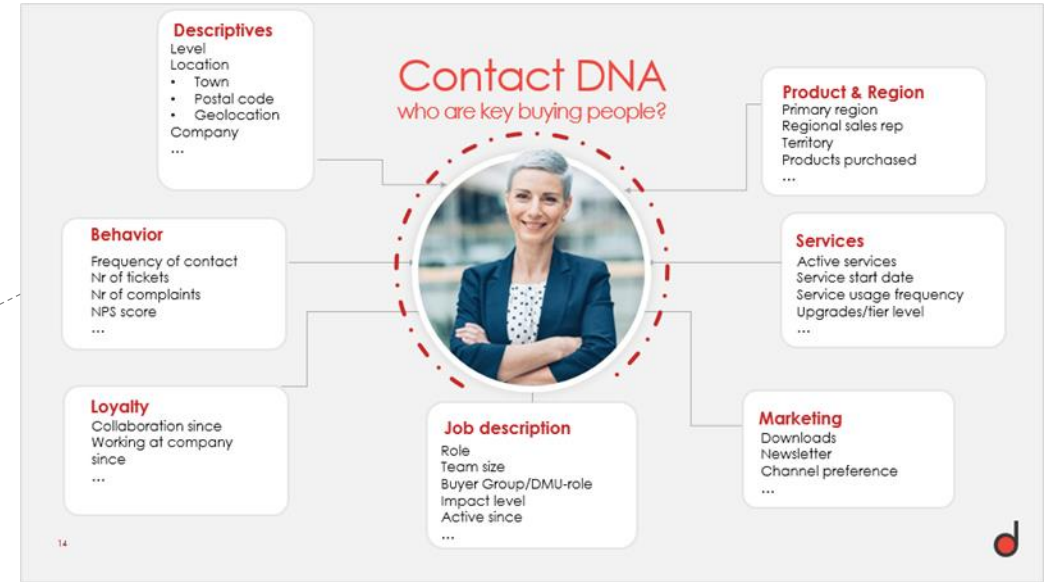 Contact DNA
who are key buying people?
Descriptives
Level
Location
• Town
• Postal code
• Geolocation
Company
...
Behavior
Frequency of contact
Nr of tickets
Nr of complaints
NPS score
...
Loyalty
Collaboration since
Working at company
since
...
Job description
Role
Team size
Buyer Group/DMU-role
Impact level
Active since
...
Product & Region
Primary region
Regional sales rep
Territory
Products purchased
...
Services
Active services
Service start date
Service usage frequency
Upgrades/tier level
...
Marketing
Downloads
Newsletter
Channel preference
...
14
d